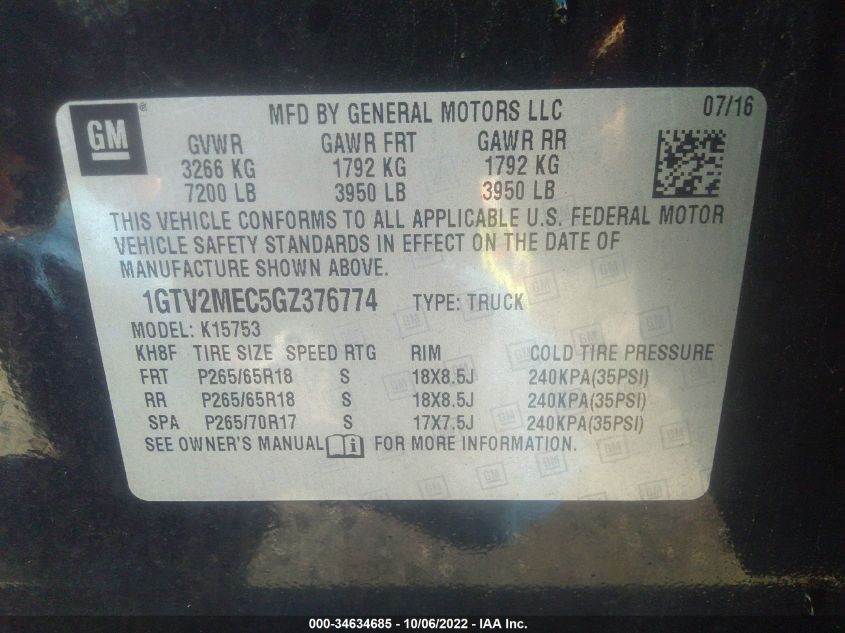 GM ®
MFD BY GENERAL MOTORS LLC 07/16
GVWR GAWR FRT GAWR RR
3266 KG 1792 KG 1792 KG
7200 LB 3950 LB 3950 LB
THIS VEHICLE CONFORMS TO ALL APPLICABLE U.S. FEDERAL MOTOR
VEHICLE SAFETY STANDARDS IN EFFECT ON THE DATE OF
MANUFACTURE SHOWN ABOVE.
1GTV2MEC5GZ376774 TYPE: TRUCK
MODEL: K15753
KH8F TIRE SIZE SPEED RTG RIM COLD TIRE PRESSURE
FRT P265/65R18 S 18X8.5J 240KPA(35PSI)
RR P265/65R18 S 18X8.5J 240KPA(35PSI)
SPA P265/70R17 S 17X7.5J 240KPA(35PSI)
SEE OWNER'S MANUAL i FOR MORE INFORMATION.
000-34634685 - 10/06/2022 - IAA Inc.